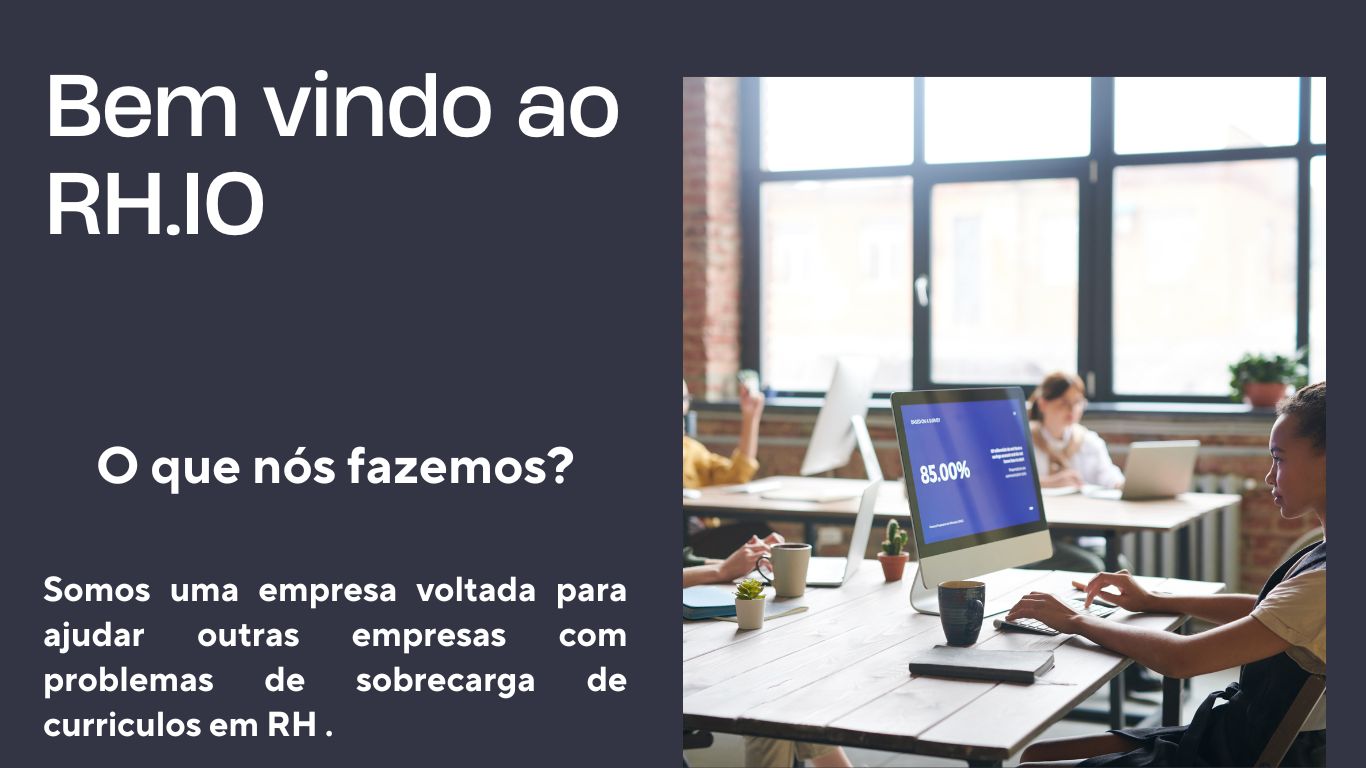 Bem vindo ao
RH.IO
O que nós fazemos?
Somos uma empresa voltada para
ajudar outras empresas com
problemas de sobrecarga de
curriculos em RH .
85.00%